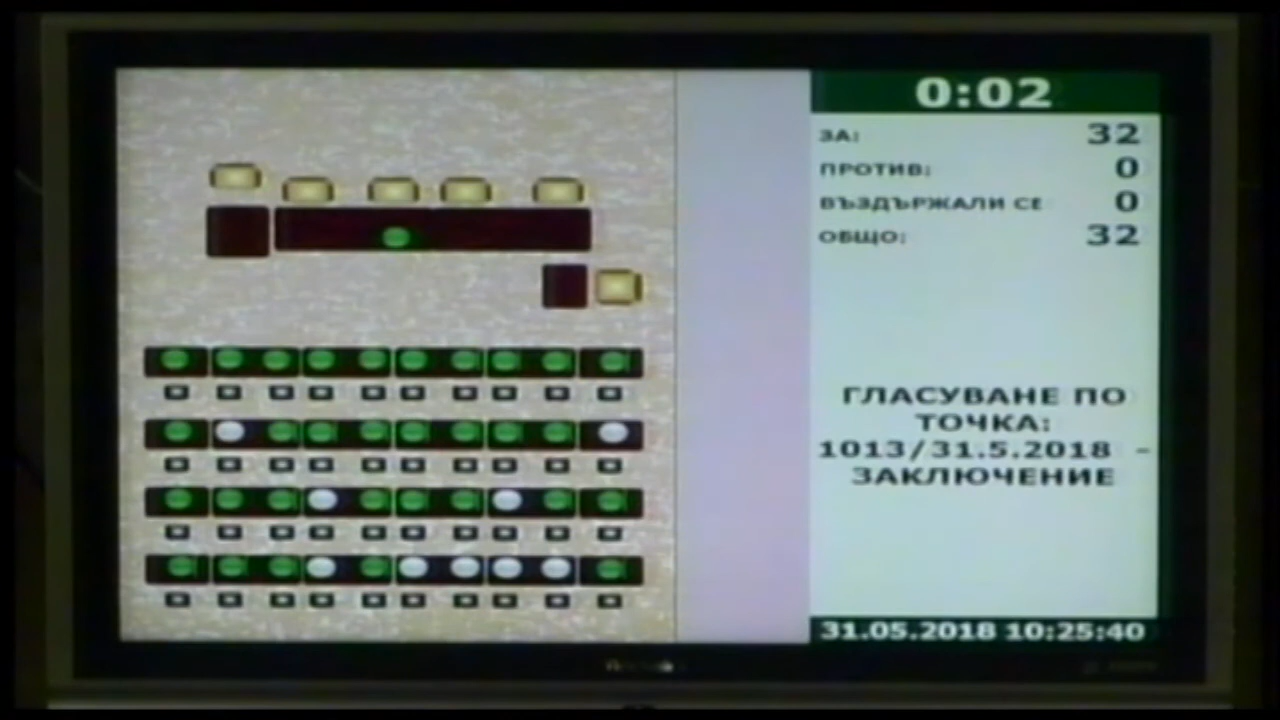 0:02
ЗА: 32
ПРОТИВ: 0
ВЪЗДЪРЖАЛИ СЕ 0
ОБЩО: 32
ГЛАСУВАНЕ ПО
ТОЧКА:
1013/31.5.2018 -
ЗАКЛЮЧЕНИЕ
31.05.2018 10:25:40